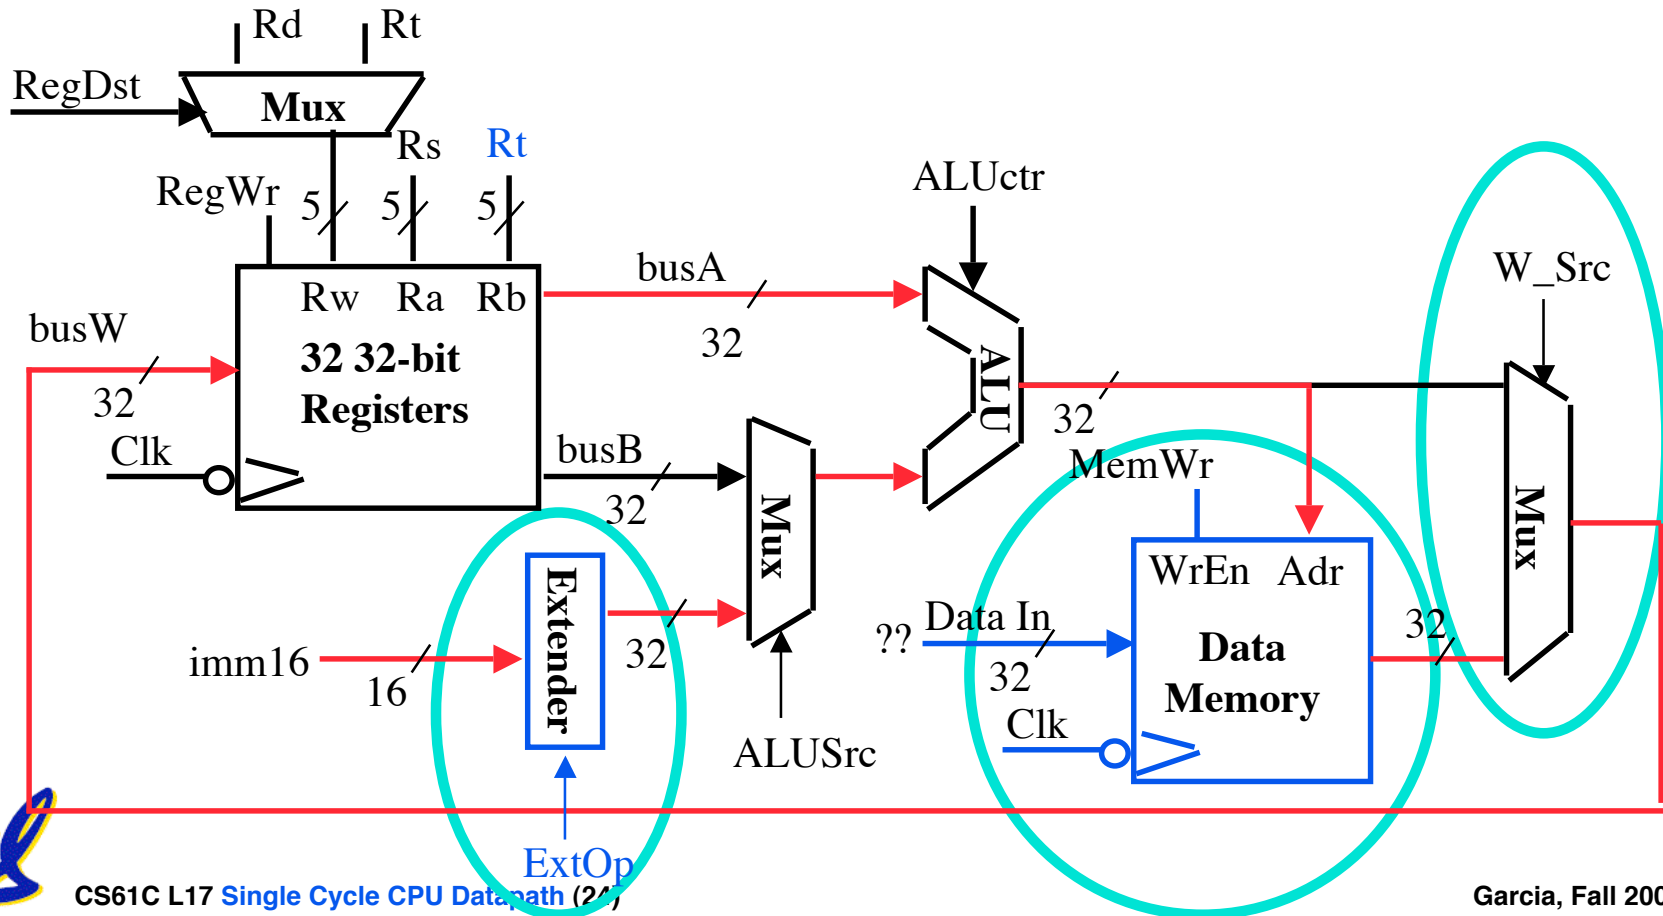 Rd Rt
RegDst
Mux
Rs Rt
RegWr
5 5 5
ALUctr
busA
32
W_Src
Rw Ra Rb
busW
32
32 32-bit
Registers
ALU
32
Clk
busB
32
MemWr
Mux
Mux
WrEn Adr
Extender
32
imm16
16
?? Data In
32
Data
Memory
32
Clk
ALUSrc
ExtOp
CS61C L17 Single Cycle CPU Datapath (24)
Garcia, Fall 200